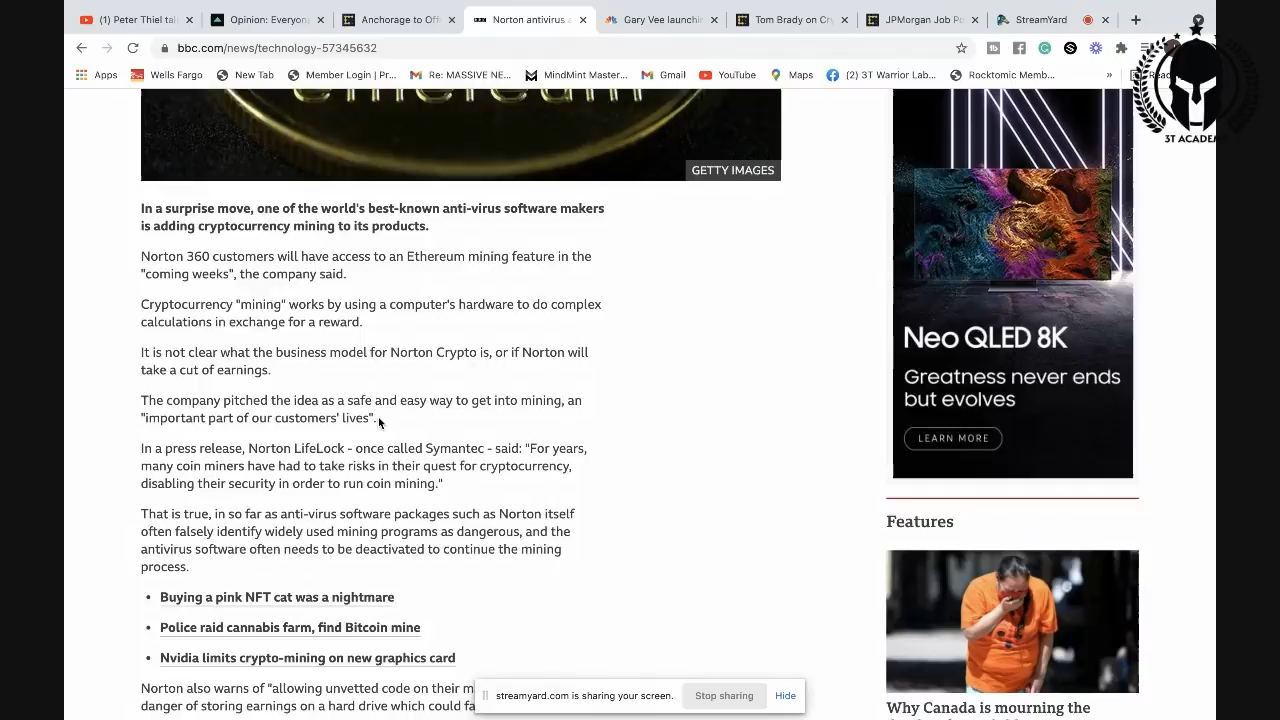 (1) Peter Thiel tal
Opinion: Everyon
Anchorage to Off
Norton antivirus a
Gary Vee launchin
Tom Brady on Cr
JPMorgan Job Po
StreamYard
bbc.com/news/technology-57345632
Apps
Wells Fargo
New Tab
Member Login | Pr...
Re: MASSIVE NE...
MindMint Master...
Gmail
YouTube
Maps
(2) 3T Warrior Lab...
Rocktomic Memb...
»
3T ACADE
ethereum
GETTY IMAGES
In a surprise move, one of the world's best-known anti-virus software makers
is adding cryptocurrency mining to its products.
Norton 360 customers will have access to an Ethereum mining feature in the
"coming weeks", the company said.
Cryptocurrency "mining" works by using a computer's hardware to do complex
calculations in exchange for a reward.
It is not clear what the business model for Norton Crypto is, or if Norton will
take a cut of earnings.
The company pitched the idea as a safe and easy way to get into mining, an
"important part of our customers' lives".
In a press release, Norton LifeLock - once called Symantec - said: "For years,
many coin miners have had to take risks in their quest for cryptocurrency,
disabling their security in order to run coin mining."
That is true, in so far as anti-virus software packages such as Norton itself
often falsely identify widely used mining programs as dangerous, and the
antivirus software often needs to be deactivated to continue the mining
process.
• Buying a pink NFT cat was a nightmare
• Police raid cannabis farm, find Bitcoin mine
• Nvidia limits crypto-mining on new graphics card
Norton also warns of "allowing unvetted code on their m
danger of storing earnings on a hard drive which could fa
streamyard.com is sharing your screen.
Stop sharing
Hide
Neo QLED 8K
Greatness never ends
but evolves
LEARN MORE
Features
Why Canada is mourning the